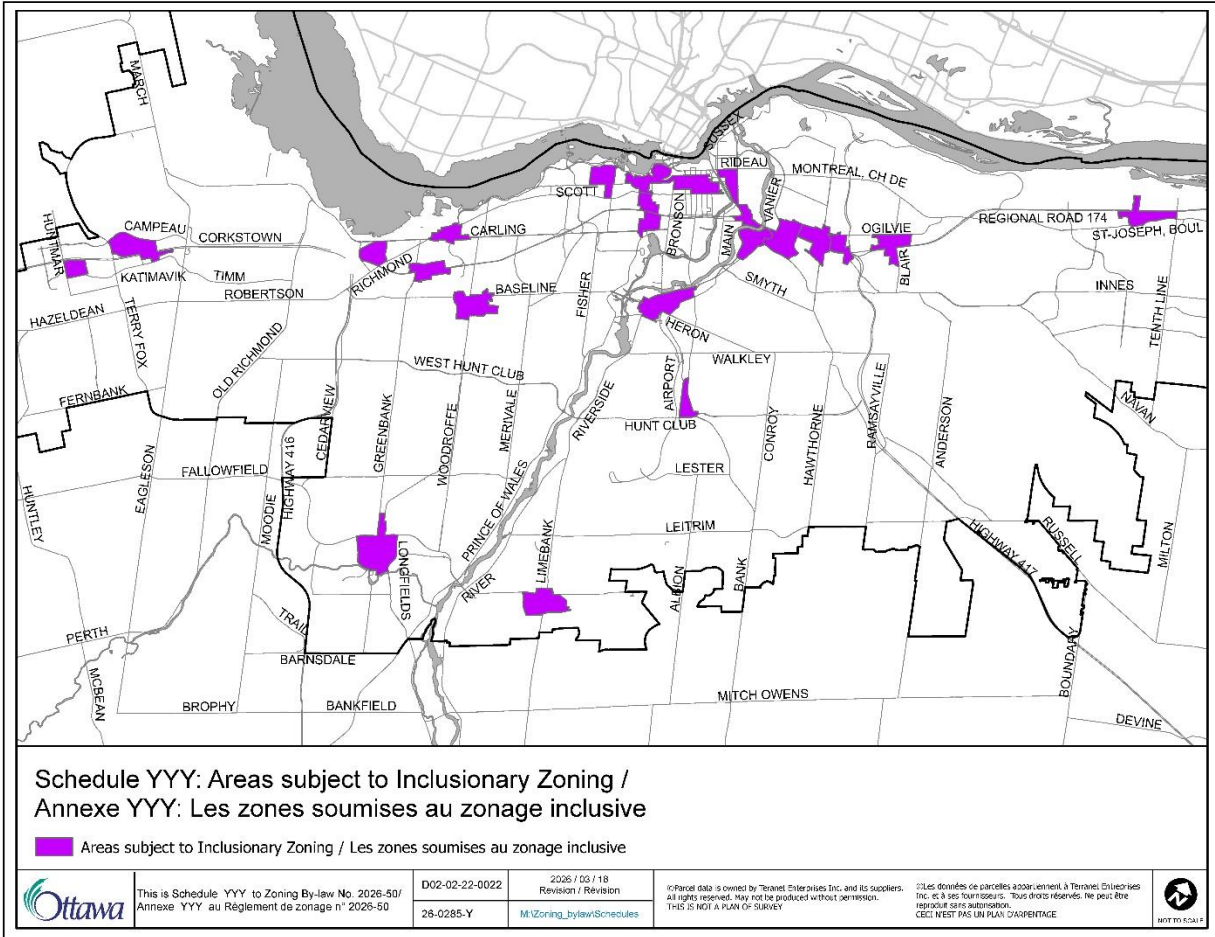 MARCH
SUSSEX
RIDEAU
MONTREAL, CH DE
VANIER
SCOTT
BRONSON
MAIN
OGILVIE
REGIONAL ROAD 174
ST-JOSEPH, BOUL
HUNTMAR
CAMPEAU
CORKSTOWN
CARLING
BLAIR
KATIMAVIK
TIMM
RICHMOND
FISHER
SMYTH
INNES
ROBERTSON
BASELINE
HAZELDEAN
TERRY FOX
OLD RICHMOND
HERON
TENTH LINE
WEST HUNT CLUB
WALKLEY
FERNBANK
AIRPORT
RIVERSIDE
NAVAN
CEDARVIEW
GREENBANK
WOODROFFE
MERIVALE
HUNT CLUB
CONROY
HAWTHORNE
RAMSAYVILLE
ANDERSON
HIGHWAY 416
FALLOWFIELD
LESTER
EAGLESON
HUNTLEY
MOODIE
PRINCE OF WALES
LEITRIM
HIGHWAY 417
RUSSELL
MILTON
LONGFIELDS
RIVER
LIMEBANK
ALBION
BANK
TRAIL
PERTH
BARNSDALE
BOUNDARY
MCBEAN
BROPHY
BANKFIELD
MITCH OWENS
DEVINE
Schedule YYY: Areas subject to Inclusionary Zoning /
Annexe YYY: Les zones soumises au zonage inclusive
Areas subject to Inclusionary Zoning / Les zones soumises au zonage inclusive
Ottawa
This is Schedule YYY to Zoning By-law No. 2026-50/
Annexe YYY au Règlement de zonage n° 2026-50
D02-02-22-0022
26-0285-Y
2026 / 03 / 18
Revision / Révision
M:\Zoning_bylaw\Schedules
©Parcel data is owned by Teranet Enterprises Inc. and its suppliers.
All rights reserved. May not be produced without permission.
THIS IS NOT A PLAN OF SURVEY
©Les données de parcelles appartiennent à Teranet Entreprises
Inc. et à ses fournisseurs. Tous droits réservés. Ne peut être
reproduit sans autorisation.
CECI N'EST PAS UN PLAN D'ARPENTAGE
NOT TO SCALE